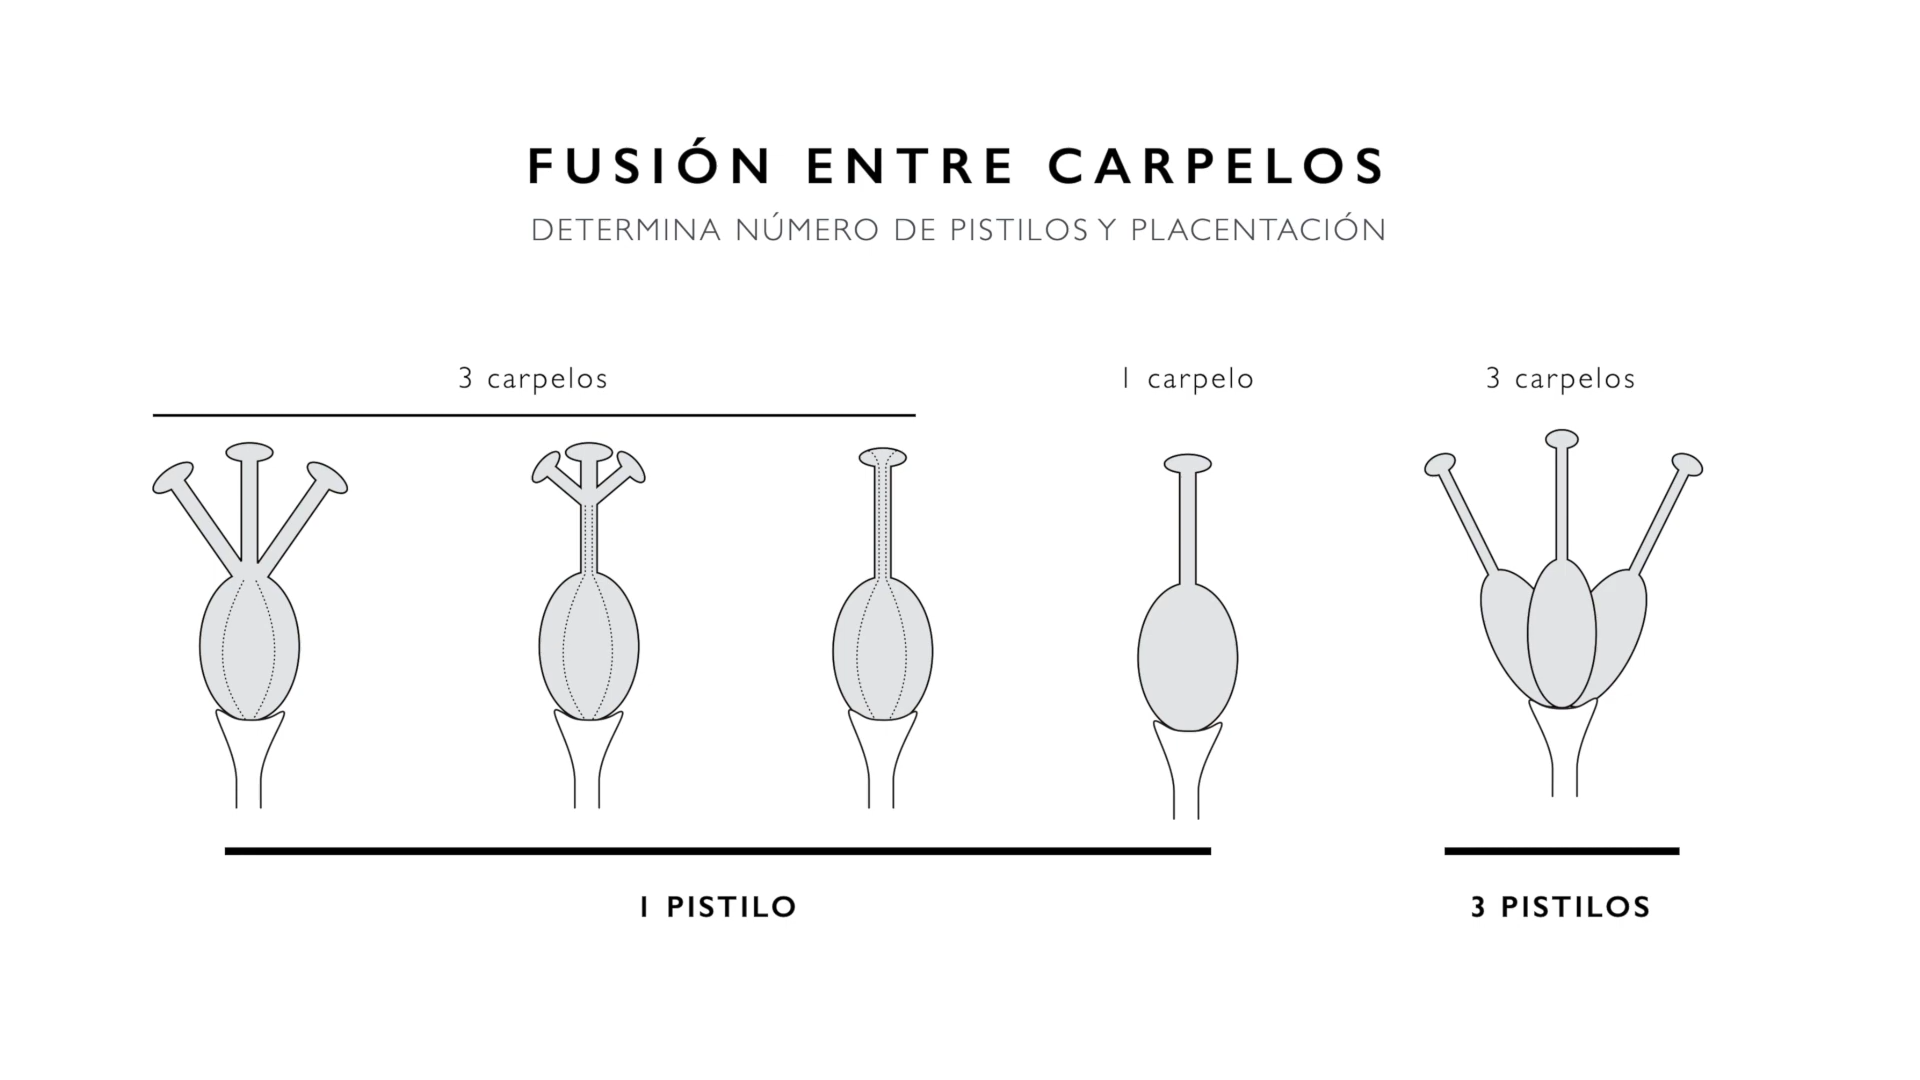 FUSIÓN ENTRE CARPELOS
DETERMINA NÚMERO DE PISTILOS Y PLACENTACIÓN
3 carpelos
1 carpelo
3 carpelos
1 PISTILO
3 PISTILOS